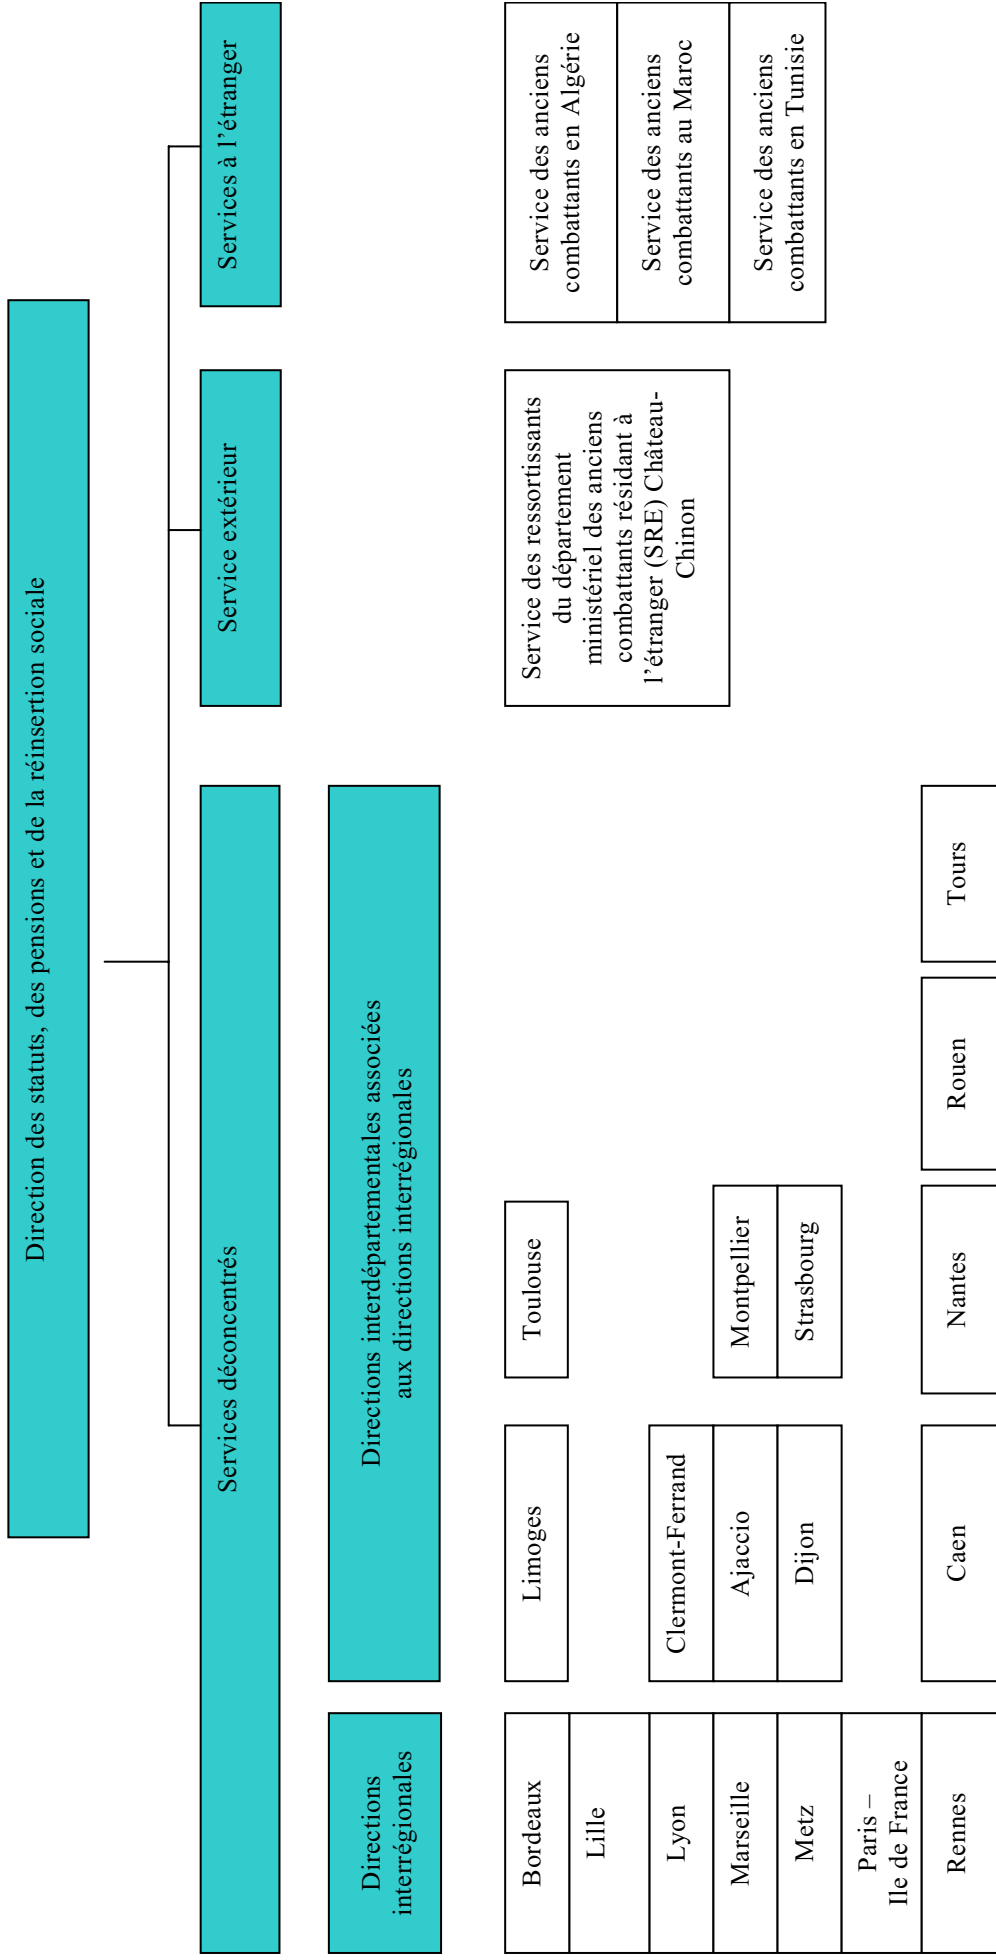 Direction des statuts, des pensions et de la réinsertion sociale
Services déconcentrés
Service extérieur
Services à l'étranger
Directions
interrégionales
Directions interdépartementales associées
aux directions interrégionales
Bordeaux
Limoges
Toulouse
Service des ressortissants
du département
ministériel des anciens
combattants résidant à
l'étranger (SRE) Château-
Chinon
Service des anciens
combattants en Algérie
Service des anciens
combattants au Maroc
Service des anciens
combattants en Tunisie
Lille
Lyon
Clermont-Ferrand
Marseille
Ajaccio
Montpellier
Metz
Dijon
Strasbourg
Paris –
Ile de France
Rennes
Caen
Nantes
Rouen
Tours